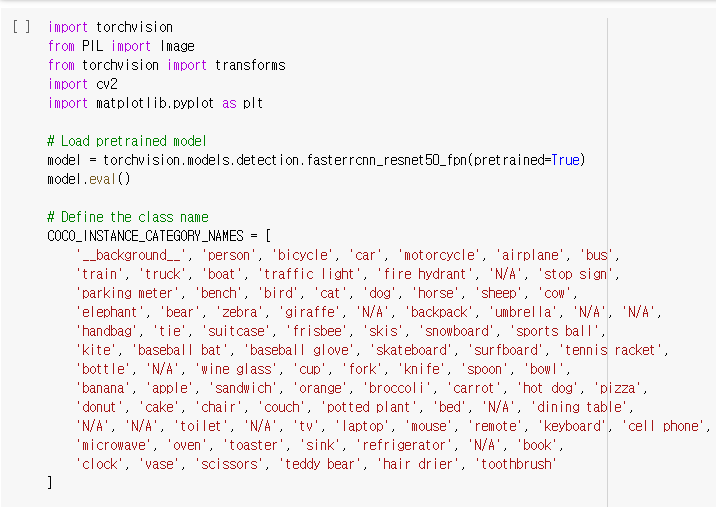 [ ] import torchvision
from PIL import Image
from torchvision import transforms
import cv2
import matplotlib.pyplot as plt
# Load pretrained model
model = torchvision.models.detection.fasterrcnn_resnet50_fpn(pretrained=True)
model.eval()
# Define the class name
COCO_INSTANCE_CATEGORY_NAMES = [
'__background__', 'person', 'bicycle', 'car', 'motorcycle', 'airplane', 'bus',
'train', 'truck', 'boat', 'traffic light', 'fire hydrant', 'N/A', 'stop sign',
'parking meter', 'bench', 'bird', 'cat', 'dog', 'horse', 'sheep', 'cow',
'elephant', 'bear', 'zebra', 'giraffe', 'N/A', 'backpack', 'umbrella', 'N/A', 'N/A',
'handbag', 'tie', 'suitcase', 'frisbee', 'skis', 'snowboard', 'sports ball',
'kite', 'baseball bat', 'baseball glove', 'skateboard', 'surfboard', 'tennis racket',
'bottle', 'N/A', 'wine glass', 'cup', 'fork', 'knife', 'spoon', 'bowl',
'banana', 'apple', 'sandwich', 'orange', 'broccoli', 'carrot', 'hot dog', 'pizza',
'donut', 'cake', 'chair', 'couch', 'potted plant', 'bed', 'N/A', 'dining table',
'N/A', 'N/A', 'toilet', 'N/A', 'tv', 'laptop', 'mouse', 'remote', 'keyboard', 'cell phone',
'microwave', 'oven', 'toaster', 'sink', 'refrigerator', 'N/A', 'book',
'clock', 'vase', 'scissors', 'teddy bear', 'hair drier', 'toothbrush'
]